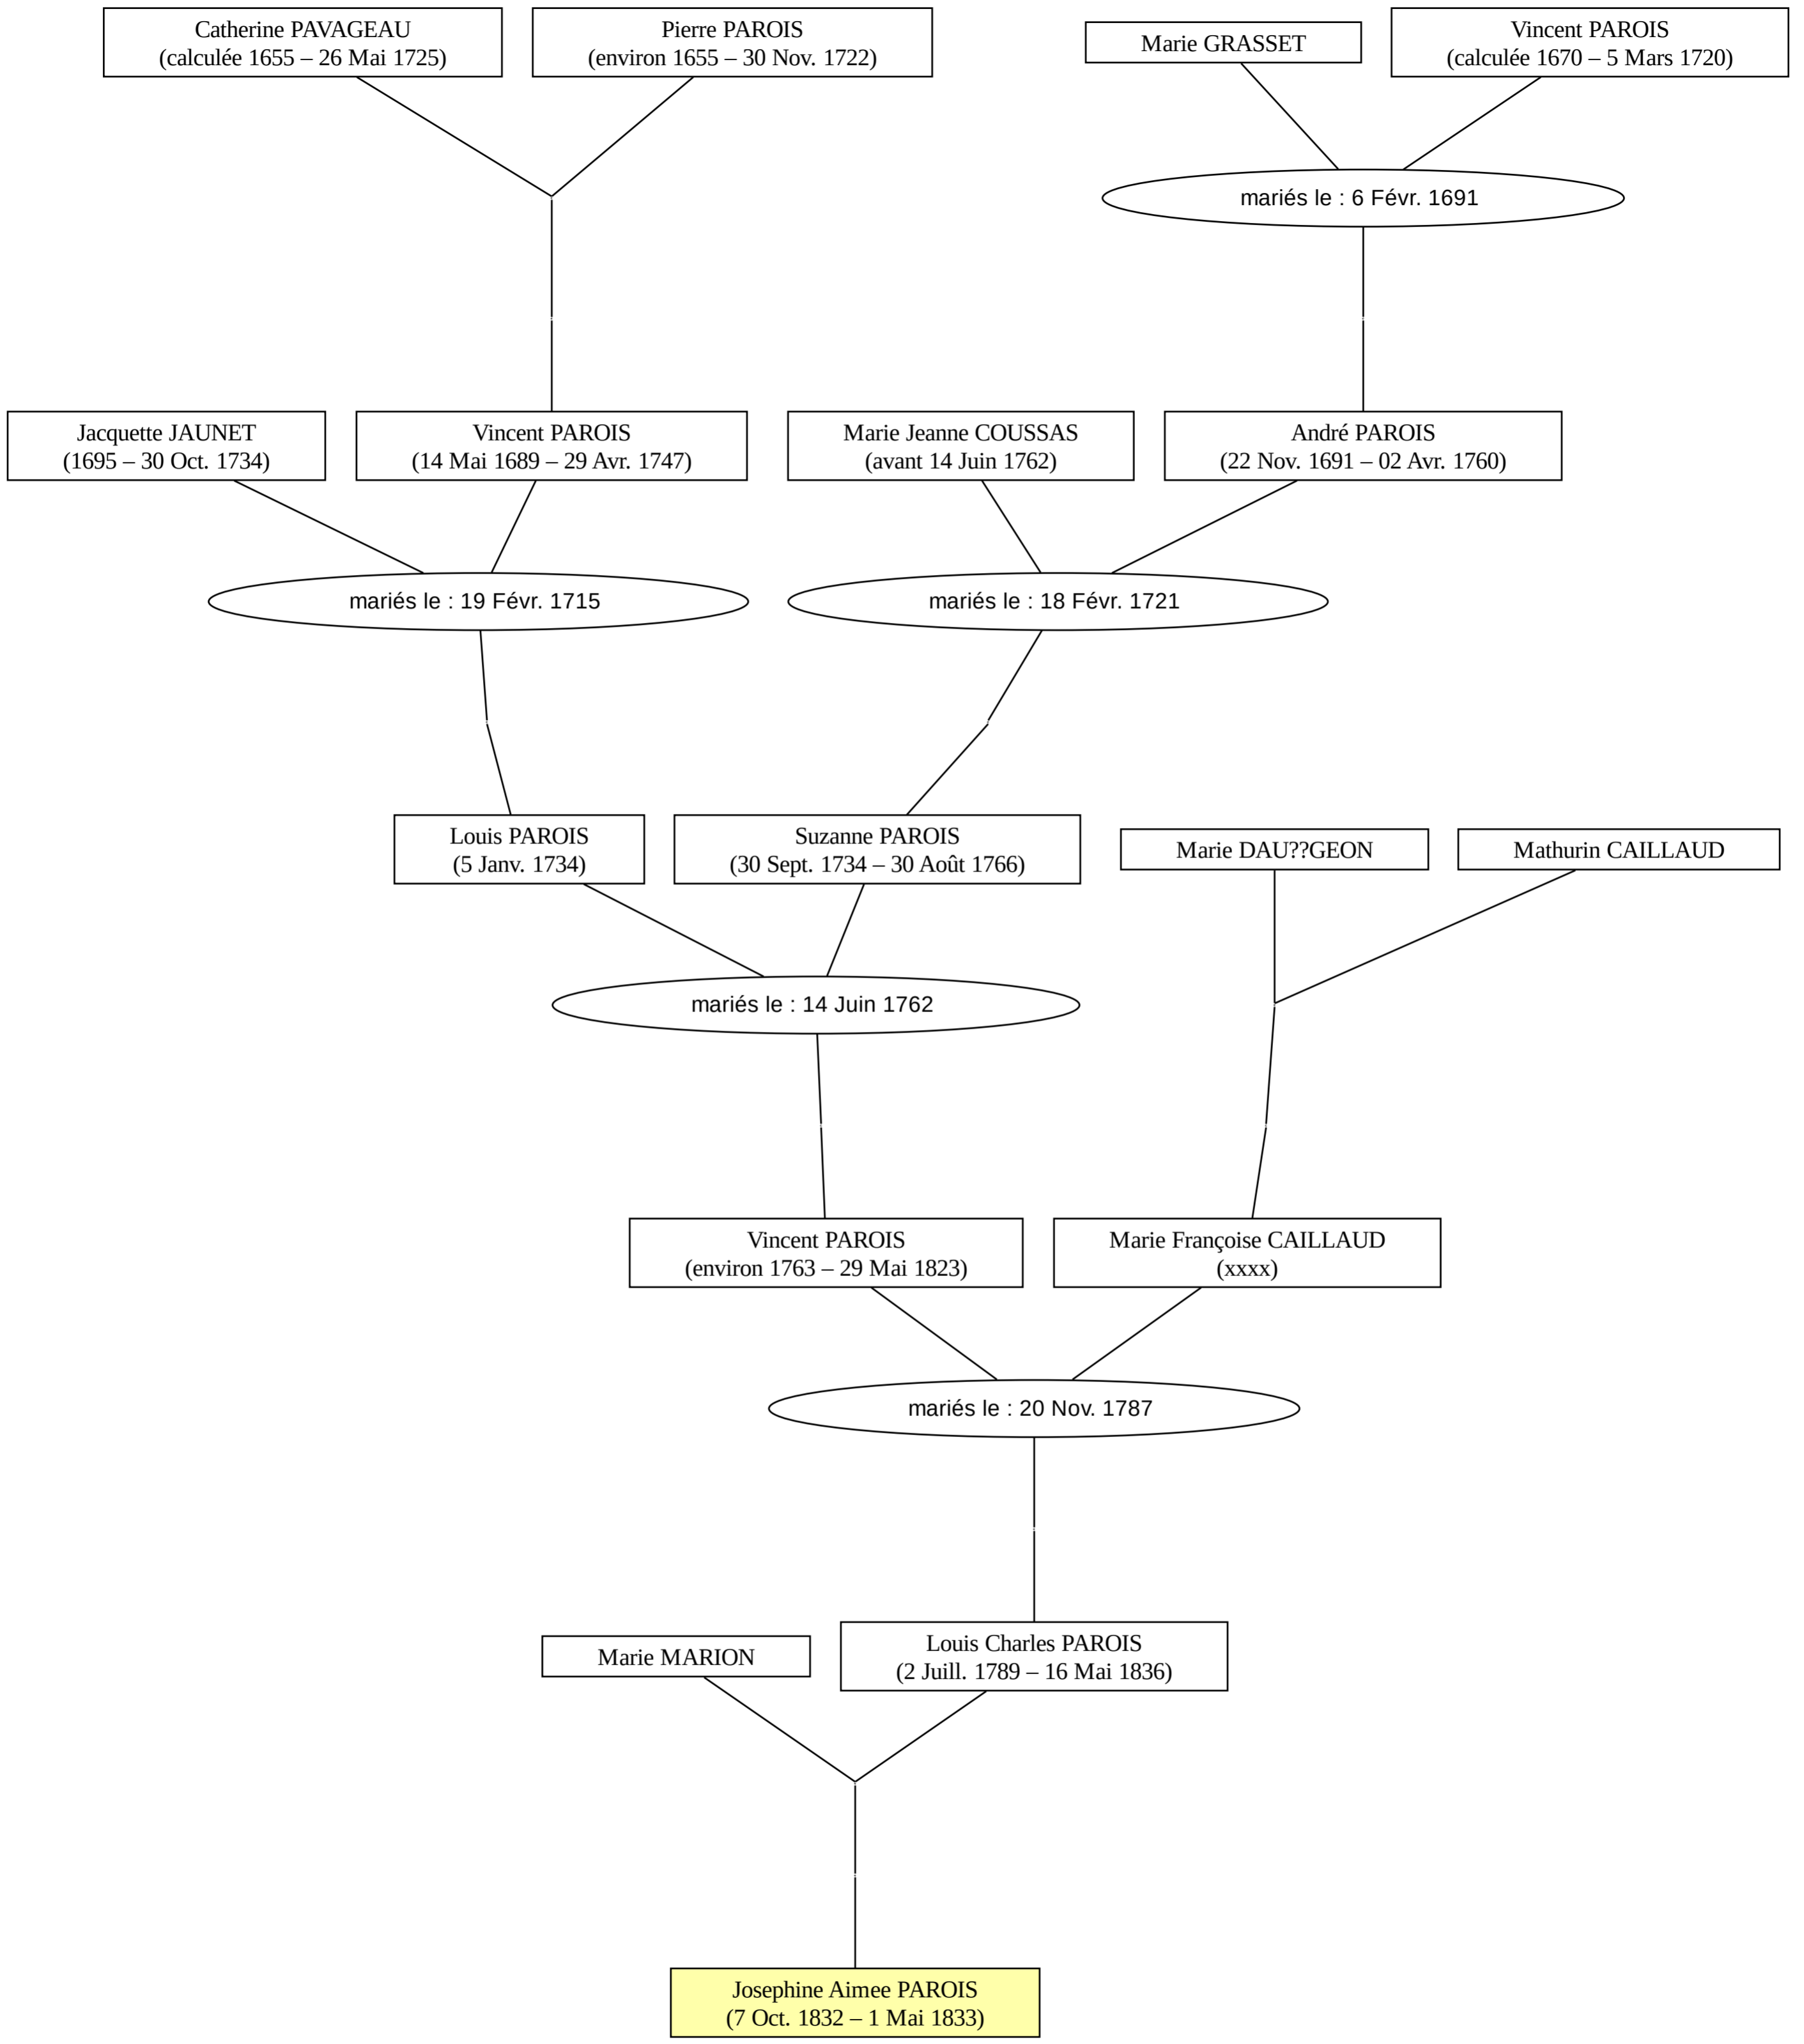 Catherine PAVAGEAU
(calculée 1655 – 26 Mai 1725)
Pierre PAROIS
(environ 1655 – 30 Nov. 1722)
Marie GRASSET
Vincent PAROIS
(calculée 1670 – 5 Mars 1720)
mariés le : 6 Févr. 1691
Jacquette JAUNET
(1695 – 30 Oct. 1734)
Vincent PAROIS
(14 Mai 1689 – 29 Avr. 1747)
Marie Jeanne COUSSAS
(avant 14 Juin 1762)
André PAROIS
(22 Nov. 1691 – 02 Avr. 1760)
mariés le : 19 Févr. 1715
mariés le : 18 Févr. 1721
Louis PAROIS
(5 Janv. 1734)
Suzanne PAROIS
(30 Sept. 1734 – 30 Août 1766)
Marie DAU??GEON
Mathurin CAILLAUD
mariés le : 14 Juin 1762
Vincent PAROIS
(environ 1763 – 29 Mai 1823)
Marie Françoise CAILLAUD
(xxxx)
mariés le : 20 Nov. 1787
Marie MARION
Louis Charles PAROIS
(2 Juill. 1789 – 16 Mai 1836)
Josephine Aimee PAROIS
(7 Oct. 1832 – 1 Mai 1833)